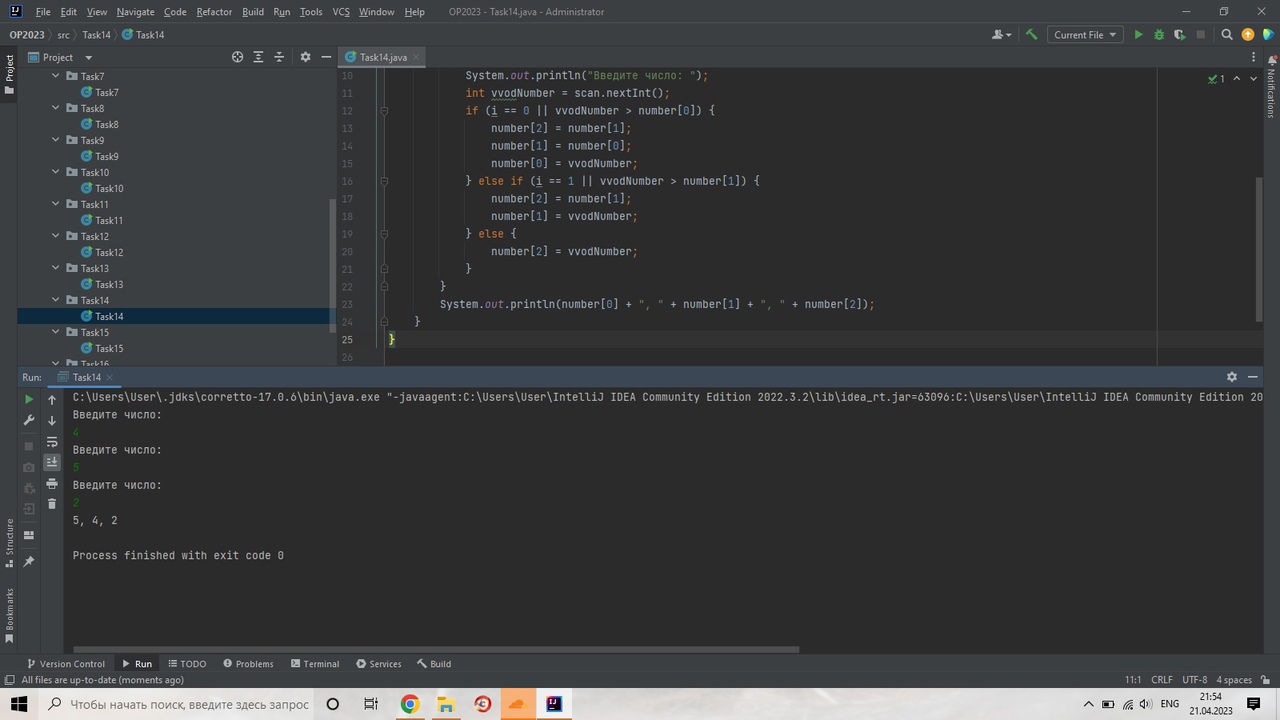 File Edit View Navigate Code Refactor Build Run Tools VCS Window Help OP2023 - Task14.java - Administrator
OP2023 src Task14 Task14 Current File
Project Task14.java
Project
Notifications
Task7
Task7
Task8
Task8
Task9
Task9
Task10
Task10
Task11
Task11
Task12
Task12
Task13
Task13
Task14
Task14
Task15
Task15
Task16
1
10 System.out.println("Введите число: ");
11 int vvodNumber = scan.nextInt();
12 if (i == 0 || vvodNumber > number[0]) {
13 number[2] = number[1];
14 number[1] = number[0];
15 number[0] = vvodNumber;
16 } else if (i == 1 || vvodNumber > number[1]) {
17 number[2] = number[1];
18 number[1] = vvodNumber;
19 } else {
20 number[2] = vvodNumber;
21 }
22 }
23 System.out.println(number[0] + ", " + number[1] + ", " + number[2]);
24 }
25 }
26
Run: Task14
C:\Users\User\.jdks\corretto-17.0.6\bin\java.exe "-javaagent:C:\Users\User\IntelliJ IDEA Community Edition 2022.3.2\lib\idea_rt.jar=63096:C:\Users\User\IntelliJ IDEA Community Edition 20
Введите число:
4
Введите число:
5
Введите число:
2
5, 4, 2
Process finished with exit code 0
Structure
Bookmarks
Version Control Run TODO Problems Terminal Services Build
All files are up-to-date (moments ago) 11:1 CRLF UTF-8 4 spaces
Чтобы начать поиск, введите здесь запрос ENG 21:54
21.04.2023